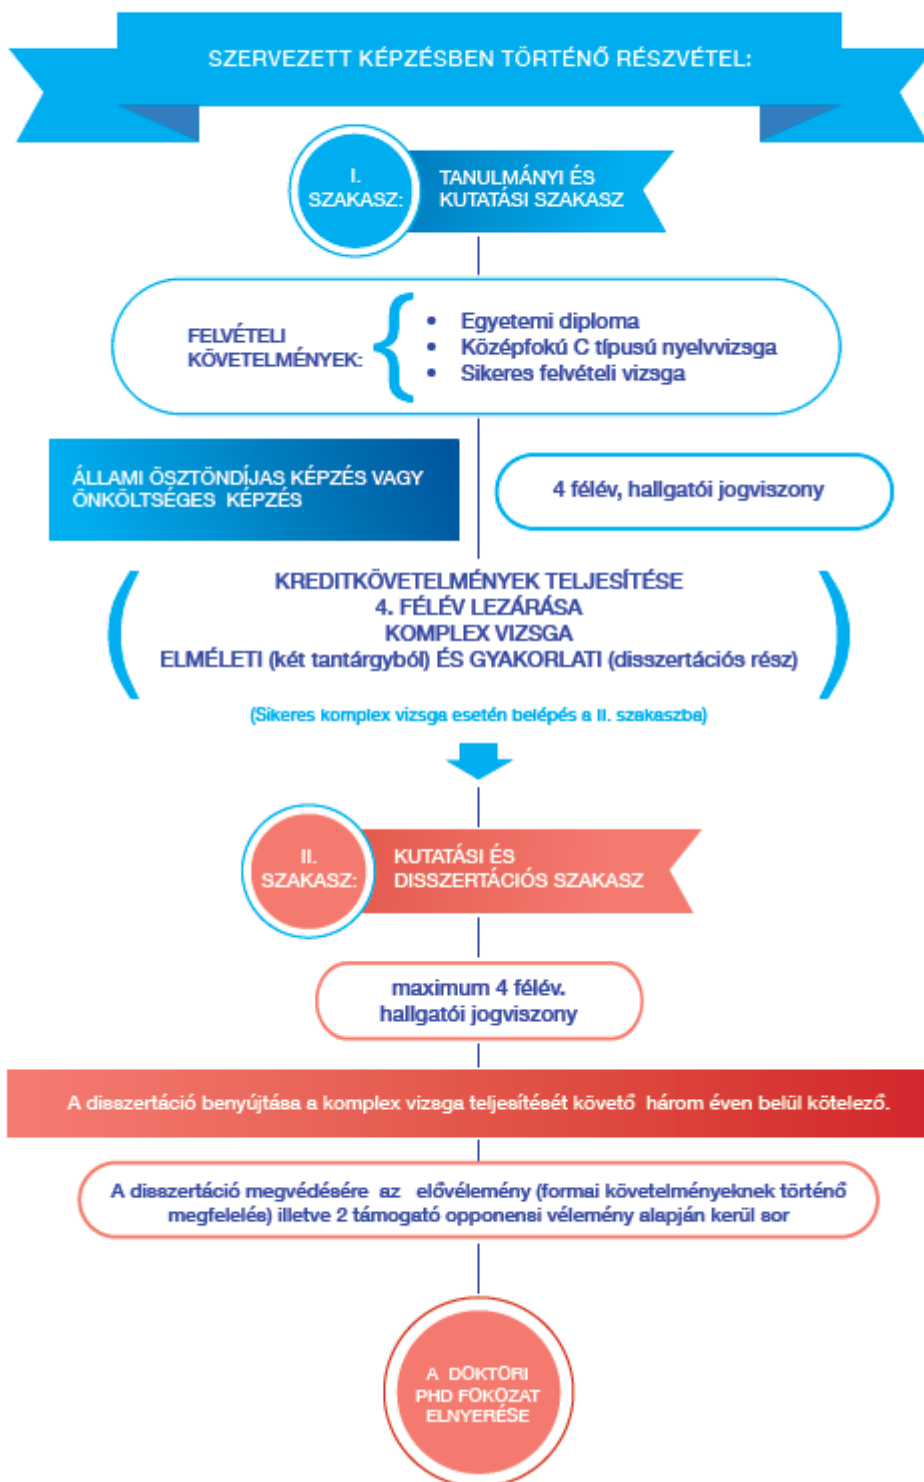 SZERVEZETT KÉPZÉSBEN TÖRTÉNŐ RÉSZVÉTEL:
I.
SZAKASZ:
TANULMÁNYI ÉS
KUTATÁSI SZAKASZ
FELVÉTELI
KÖVETELMÉNYEK:
• Egyetemi diploma
• Középfokú C típusú nyelvvizsga
• Sikeres felvételi vizsga
ÁLLAMI ÖSZTÖNDÍJAS KÉPZÉS VAGY
ÖNKÖLTSÉGES KÉPZÉS
4 félév, hallgatói jogviszony
KREDITKÖVETELMÉNYEK TELJESÍTÉSE
4. FÉLÉV LEZÁRÁSA
KOMPLEX VIZSGA
ELMÉLETI (két tantárgyból) ÉS GYAKORLATI (disszertációs rész)
(Sikeres komplex vizsga esetén belépés a II. szakaszba)
II.
SZAKASZ:
KUTATÁSI ÉS
DISSZERTÁCIÓS SZAKASZ
maximum 4 félév.
hallgatói jogviszony
A disszertáció benyújtása a komplex vizsga teljesítését követő három éven belül kötelező.
A disszertáció megvédésére az elővélemény (formai követelményeknek történő
megfelelés) illetve 2 támogató opponensi vélemény alapján kerül sor
A DOKTORI
PHD FOKOZAT
ELNYERÉSE